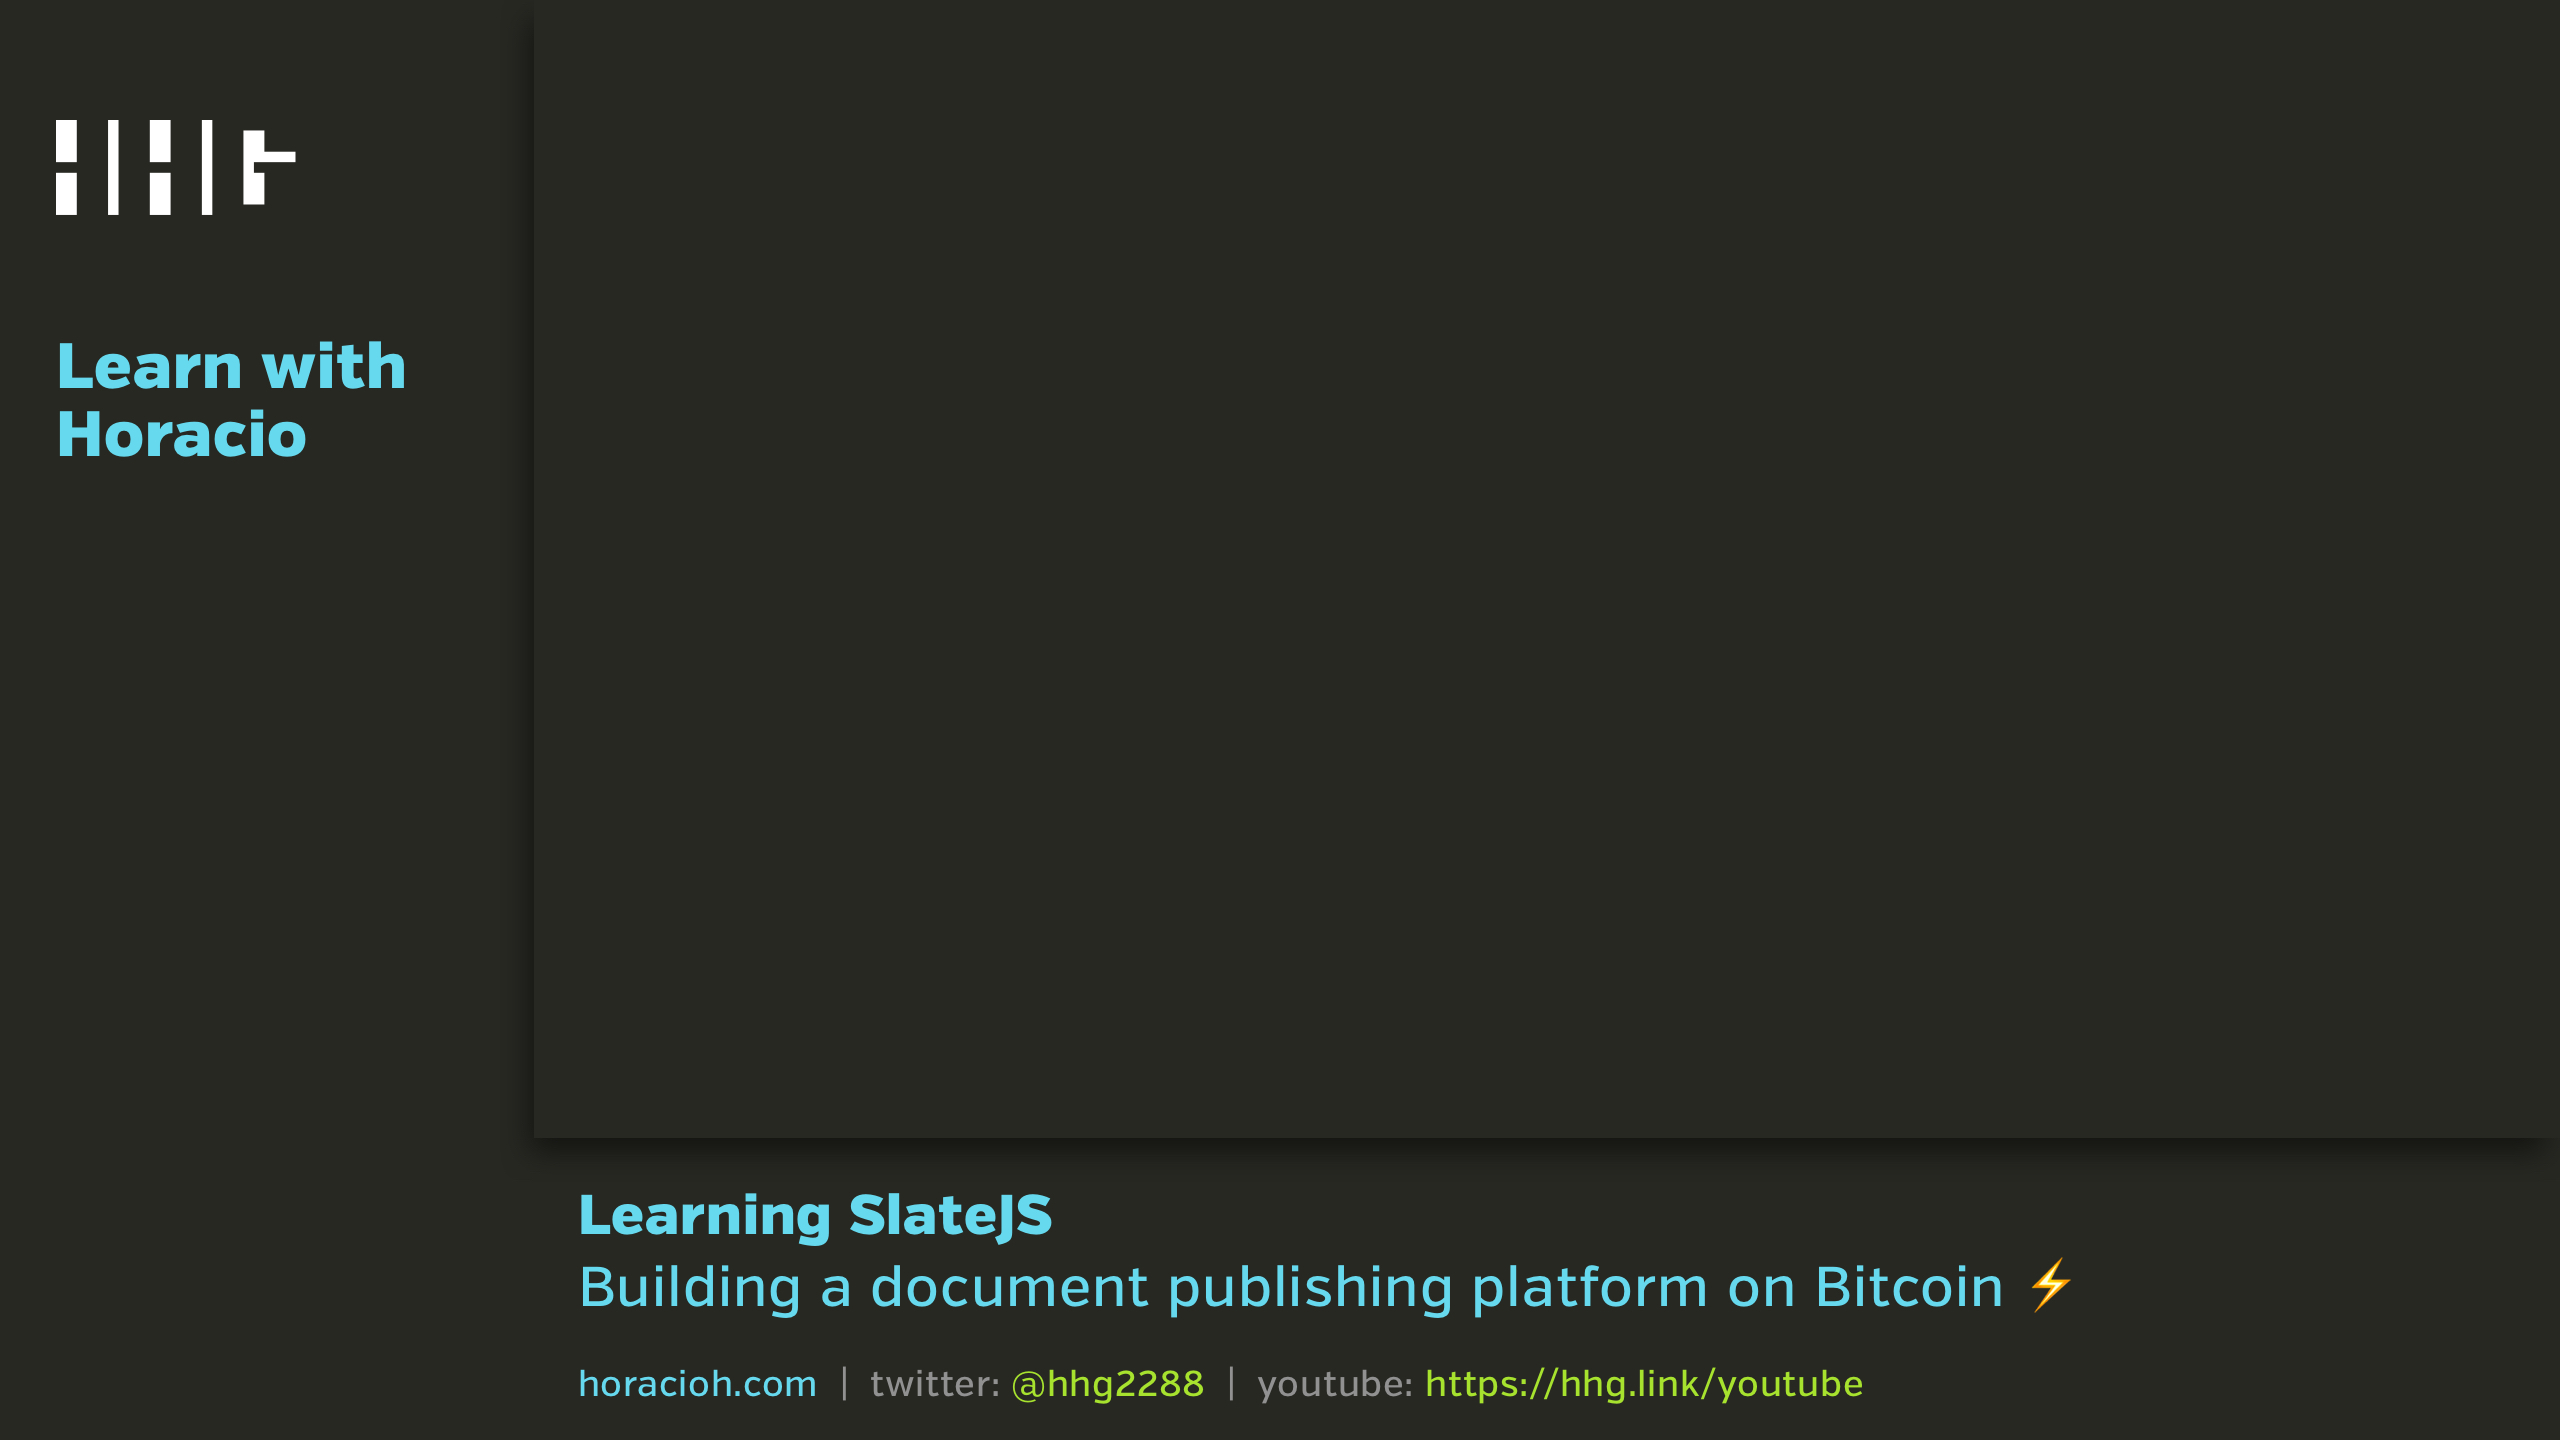 Learn with
Horacio
Learning SlateJS
Building a document publishing platform on Bitcoin ⚡
horacioh.com | twitter: @hhg2288 | youtube: https://hhg.link/youtube